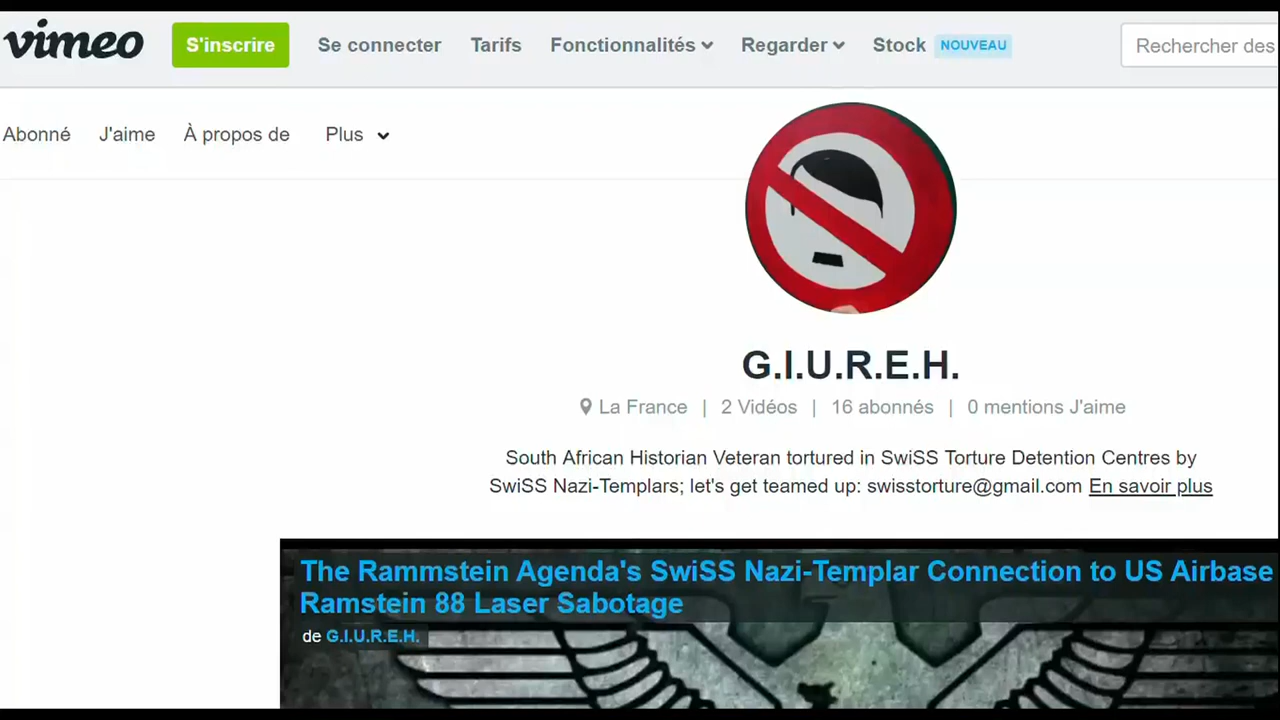 vimeo S'inscrire Se connecter Tarifs Fonctionnalités Regarder Stock NOUVEAU Rechercher des
Abonné J'aime À propos de Plus
G.I.U.R.E.H.
La France | 2 Vidéos | 16 abonnés | 0 mentions J'aime
South African Historian Veteran tortured in SwiSS Torture Detention Centres by
SwiSS Nazi-Templars; let's get teamed up: swisstorture@gmail.com En savoir plus
The Rammstein Agenda's SwiSS Nazi-Templar Connection to US Airbase
Ramstein 88 Laser Sabotage
de G.I.U.R.E.H.